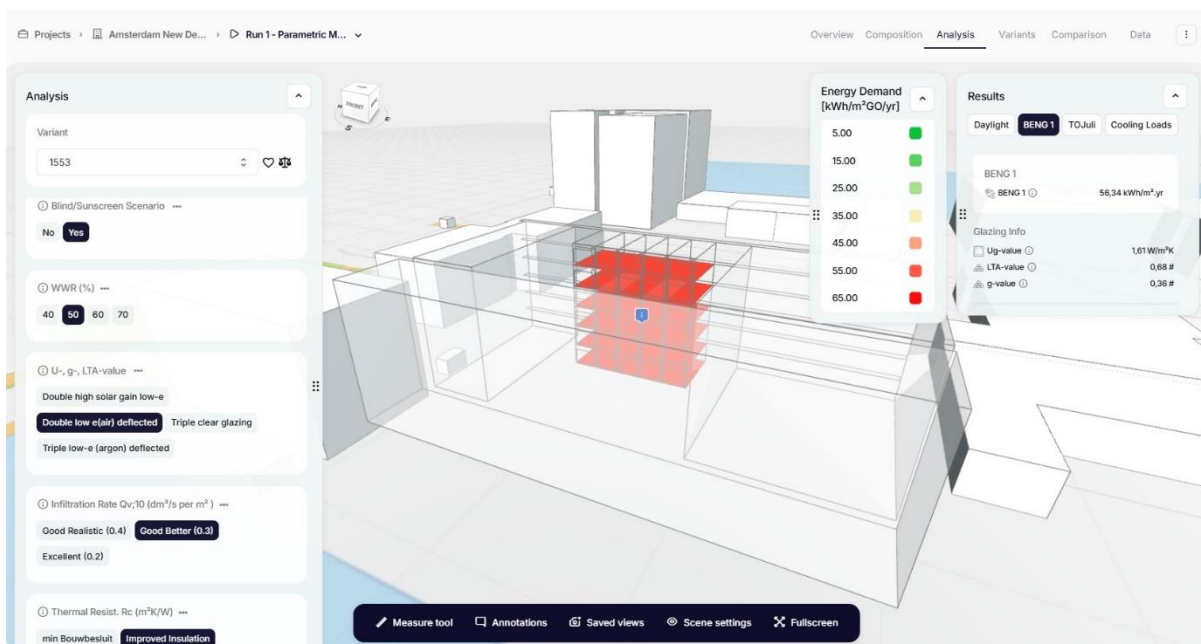 Projects › Amsterdam New De... › Run 1 - Parametric M...
Overview Composition Analysis Variants Comparison Data
Analysis
Variant
1553
Blind/Sunscreen Scenario
No Yes
WWR (%)
40 50 60 70
U-, g-, LTA-value
Double high solar gain low-e
Double low e(air) deflected Triple clear glazing
Triple low-e (argon) deflected
Infiltration Rate Qv;10 (dm³/s per m² )
Good Realistic (0.4) Good Better (0.3)
Excellent (0.2)
Thermal Resist. Rc (m²K/W)
min Bouwbesluit Improved Insulation
FRONT
S
E
Energy Demand
[kWh/m²GO/yr]
5.00
15.00
25.00
35.00
45.00
55.00
65.00
Results
Daylight BENG 1 TOJuli Cooling Loads
BENG 1
BENG 1 56,34 kWh/m².yr
Glazing Info
Ug-value 1,61 W/m²K
LTA-value 0,68 #
g-value 0,36 #
Measure tool Annotations Saved views Scene settings Fullscreen